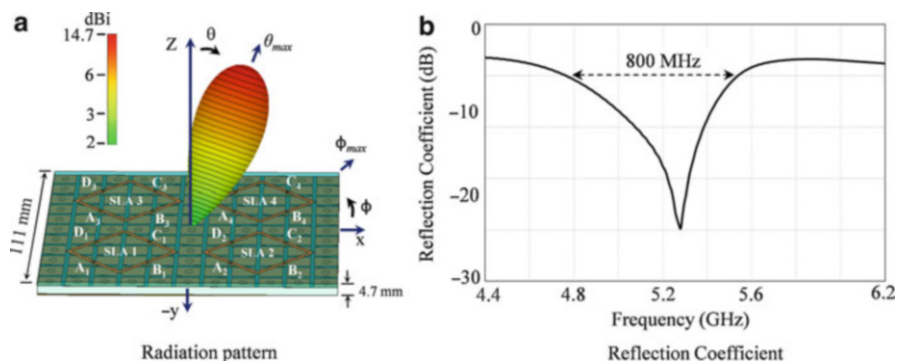 a
dBi
14.7
6
3
2
Z
θ
θmax
ϕmax
ϕ
x
−y
111 mm
4.7 mm
D₃ C₃ C₄
SLA 3 SLA 4
A₃ B₃ A₄ B₄
D₁ C₁ D₂ C₂
SLA 1 SLA 2
A₁ B₁ A₂ B₂
Radiation pattern
b
0
−10
−20
−30
Reflection Coefficient (dB)
800 MHz
4.4 4.8 5.2 5.6 6.2
Frequency (GHz)
Reflection Coefficient